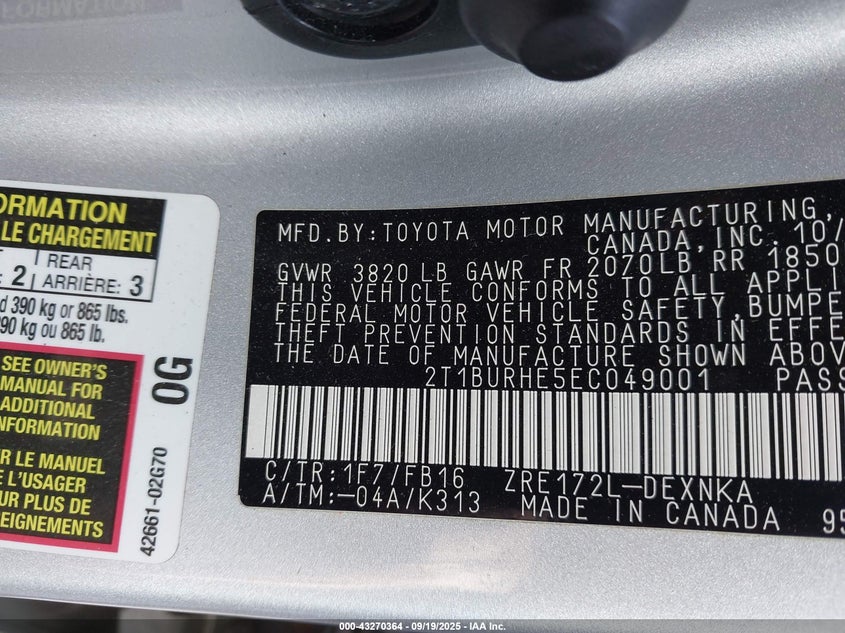 FORMATION
ORMATION
LE CHARGEMENT
2 REAR 3
ARRIÈRE:
d 390 kg or 865 lbs.
90 kg ou 865 lb.
SEE OWNER'S
MANUAL FOR
ADDITIONAL
INFORMATION
R LE MANUEL
UR PLUS DE
EIGNEMENTS
0G
42661-02G70
MFD.BY:TOYOTA MOTOR MANUFACTURING,
CANADA,INC. 10/
GVWR 3820LB GAWR FR 2070LB,RR 1850
THIS VEHICLE CONFORMS TO ALL APPLI
FEDERAL MOTOR VEHICLE SAFETY,BUMPE
THEFT PREVENTION STANDARDS IN EFFE
THE DATE OF MANUFACTURE SHOWN ABOV
2T1BURHE5EC049001 PASS
C/TR:1F7/FB16 ZRE172L-DEXNKA
A/TM:-04A/K313 MADE IN CANADA 95
000-43270364 - 09/19/2025 - IAA Inc.